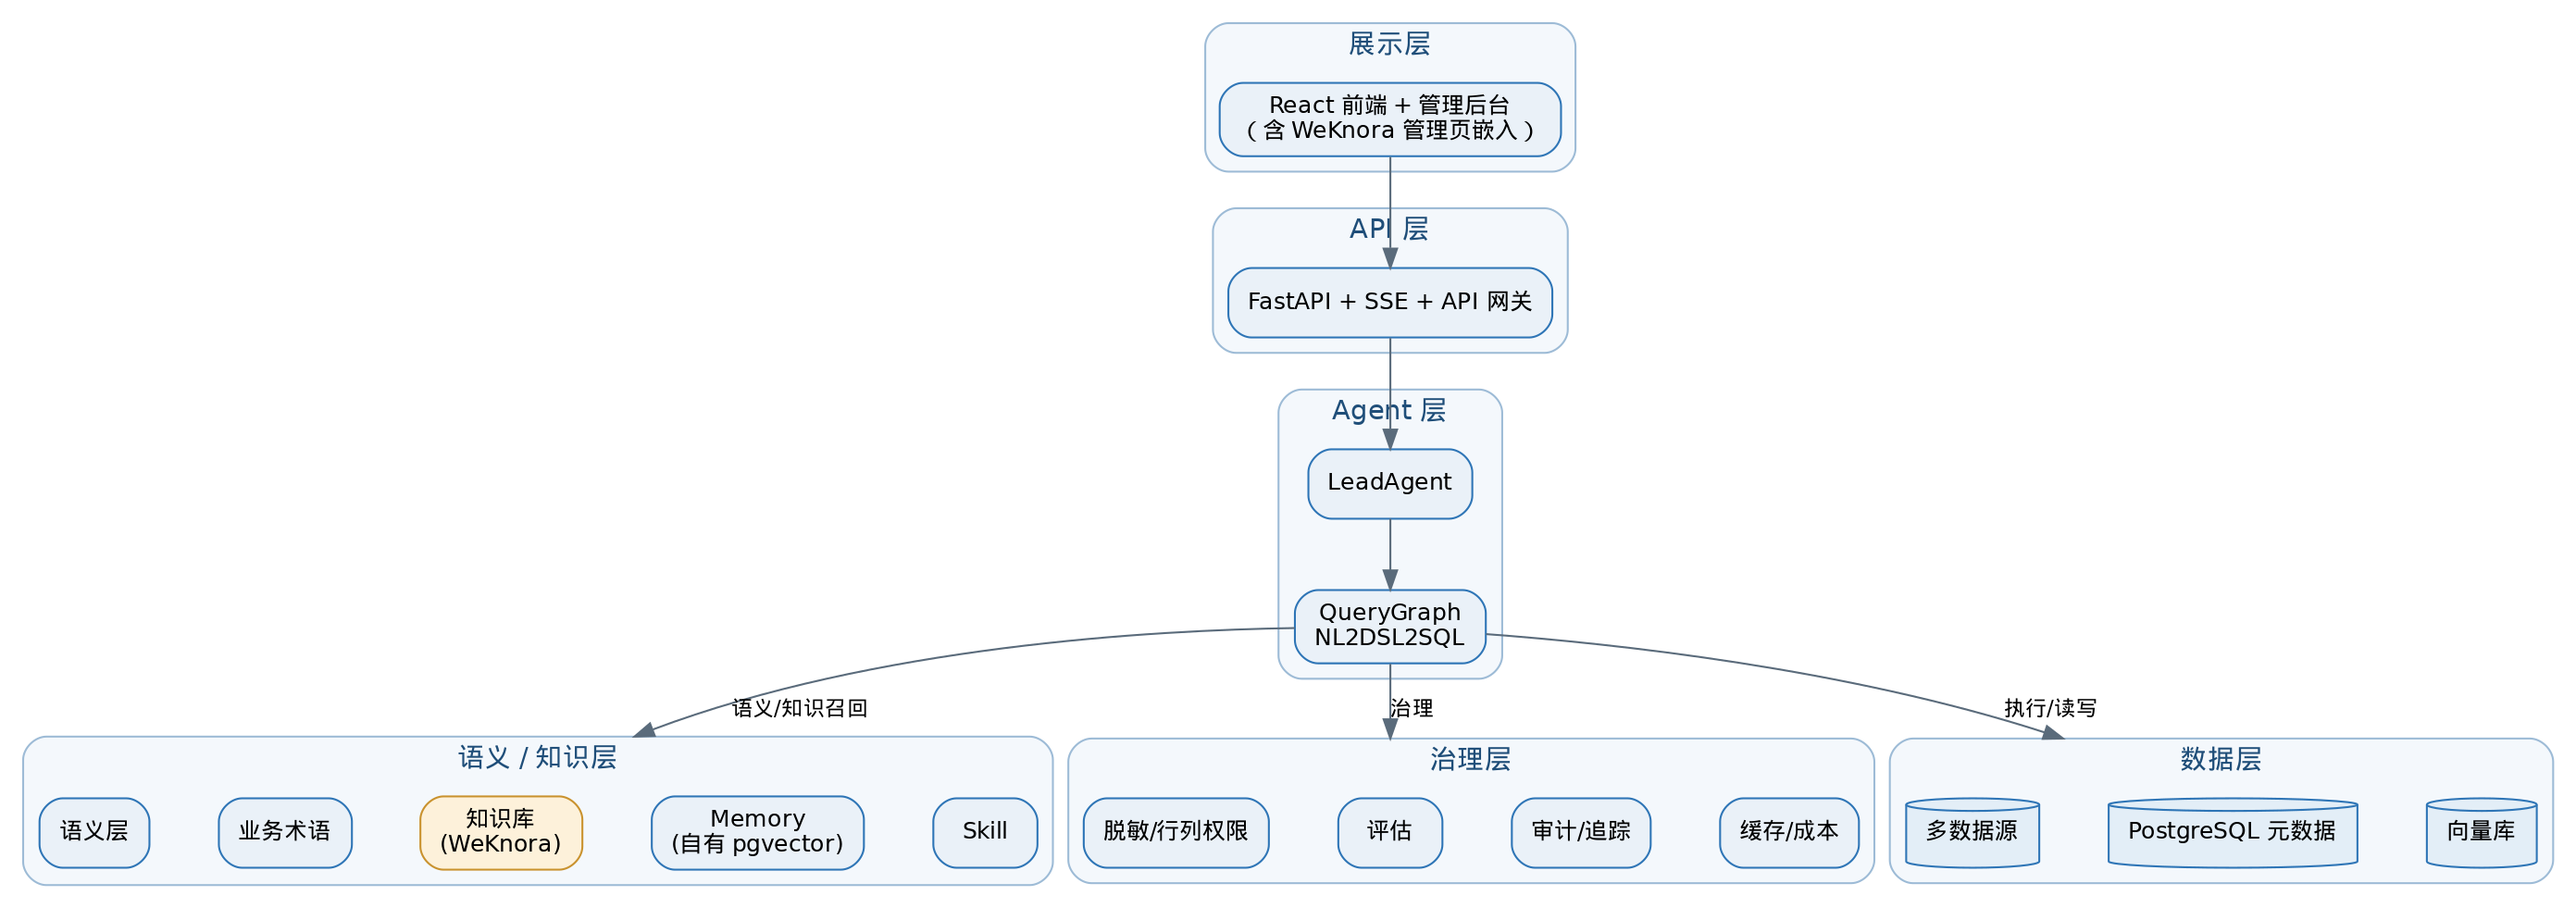 展示层
React 前端 + 管理后台
（含 WeKnora 管理页嵌入）
API 层
FastAPI + SSE + API 网关
Agent 层
LeadAgent
QueryGraph
NL2DSL2SQL
语义/知识召回
治理
执行/读写
语义 / 知识层
语义层
业务术语
知识库
(WeKnora)
Memory
(自有 pgvector)
Skill
治理层
脱敏/行列权限
评估
审计/追踪
缓存/成本
数据层
多数据源
PostgreSQL 元数据
向量库